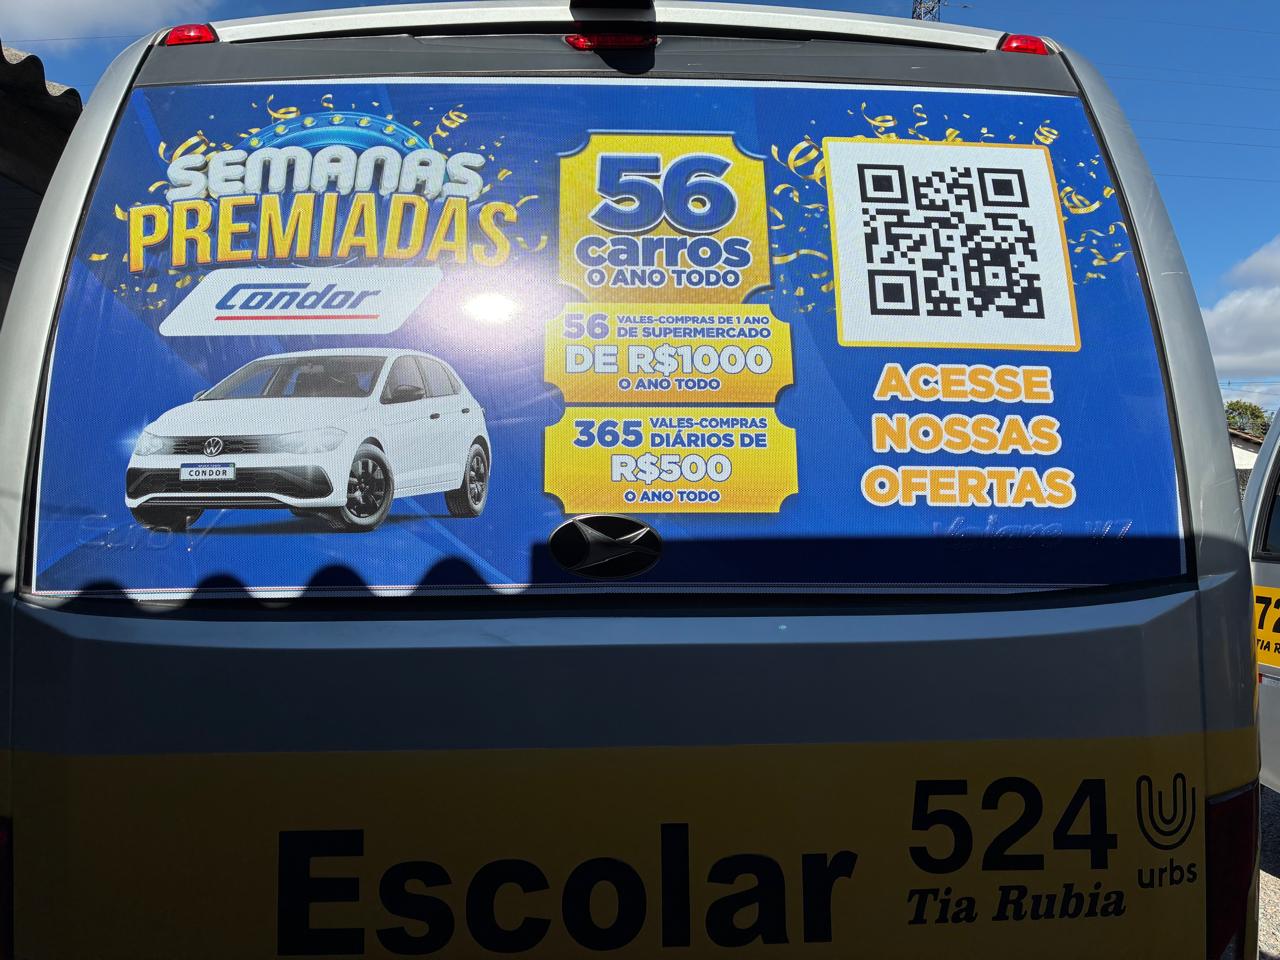 SEMANAS
PREMIADAS
Condor
CONDOR
56
carros
O ANO TODO
56 VALES-COMPRAS DE 1 ANO
DE SUPERMERCADO
DE R$1000
O ANO TODO
365 VALES-COMPRAS
DIÁRIOS DE
R$500
O ANO TODO
ACESSE
NOSSAS
OFERTAS
Escolar
524
Tia Rubia
urbs